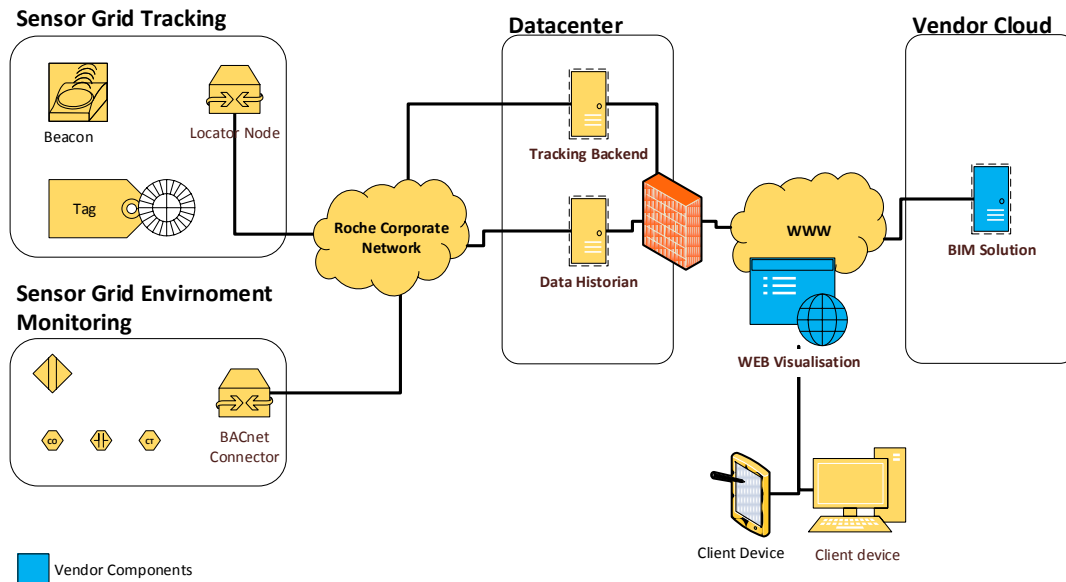 Sensor Grid Tracking
Datacenter
Vendor Cloud
Beacon
Locator Node
Tag
Tracking Backend
Roche Corporate
Network
Data Historian
WWW
BIM Solution
WEB Visualisation
Sensor Grid Envirnoment
Monitoring
CO
CT
BACnet
Connector
Client Device
Client device
Vendor Components